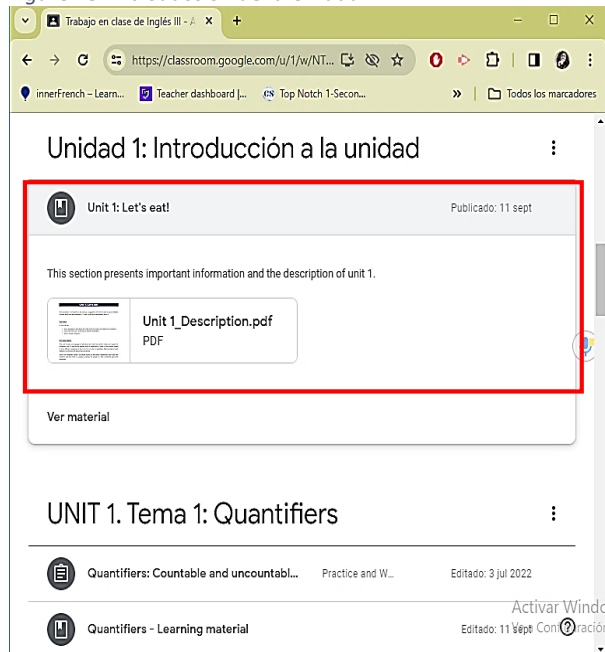 Trabajo en clase de Inglés III - A
https://classroom.google.com/u/1/w/NT...
innerFrench – Learn... Teacher dashboard |... Top Notch 1-Secon... » Todos los marcadores
Unidad 1: Introducción a la unidad
Unit 1: Let's eat! Publicado: 11 sept
This section presents important information and the description of unit 1.
Unit 1_Description.pdf
PDF
Ver material
UNIT 1. Tema 1: Quantifiers
Quantifiers: Countable and uncountabl... Practice and W... Editado: 3 jul 2022
Activar Windo
Quantifiers - Learning material Editado: 11 sept